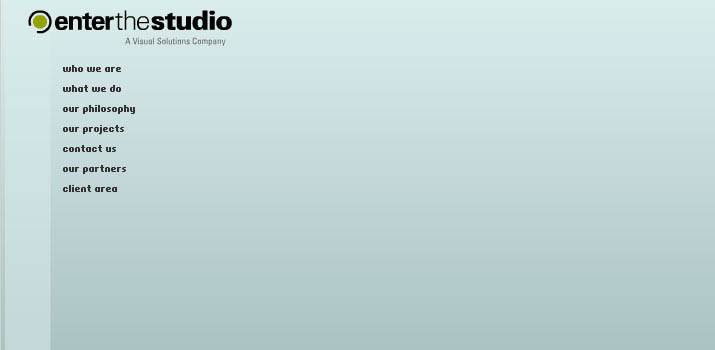 enterthestudio
A Visual Solutions Company
who we are
what we do
our philosophy
our projects
contact us
our partners
client area